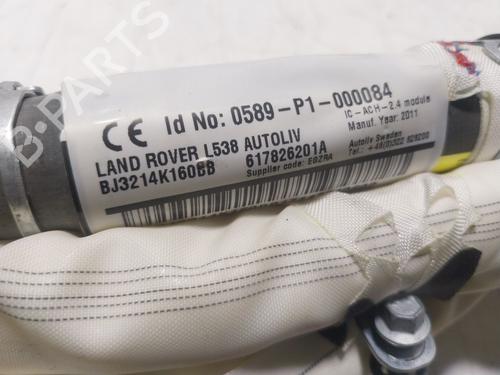 B-PARTS
CE Id No: 0589-P1-000084
IC-ACH-2.4 module
Manuf. Year: 2011
LAND ROVER L538 AUTOLIV
Autoliv Sweden
BJ3214K160BB 617826201A
Supplier code: EGZRA